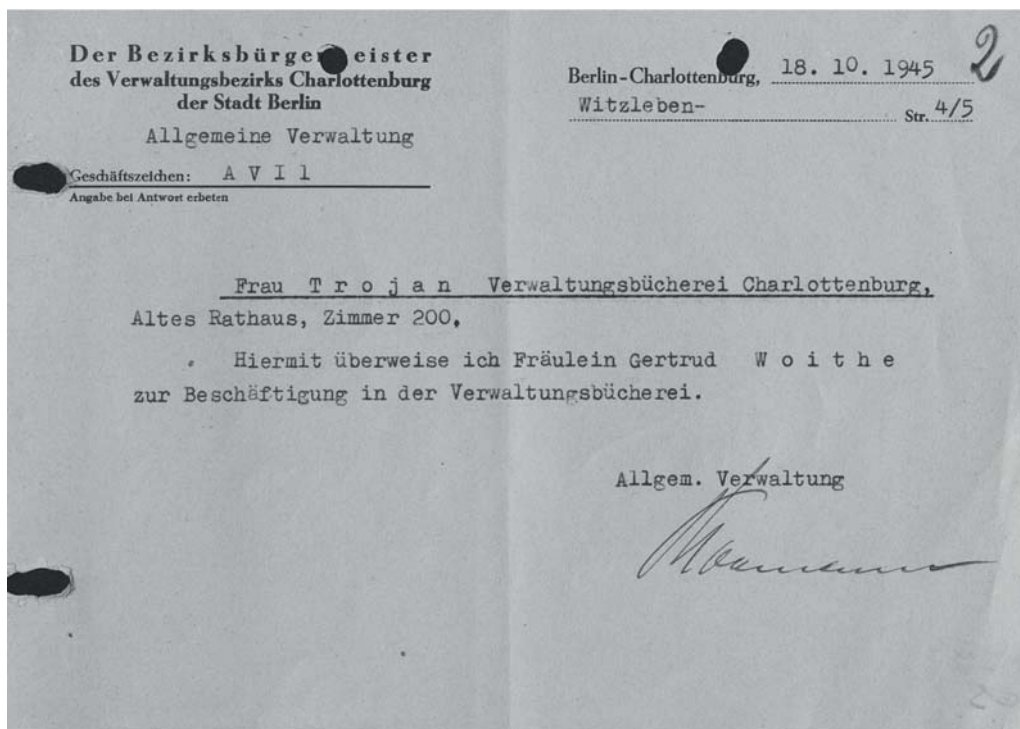 Der Bezirksbürgermeister
des Verwaltungsbezirks Charlottenburg
der Stadt Berlin
Allgemeine Verwaltung
Geschäftszeichen: A V I l
Angabe bei Antwort erbeten
2
Berlin-Charlottenburg, 18. 10. 1945
Witzleben- Str. 4/5
Frau T r o j a n Verwaltungsbücherei Charlottenburg,
Altes Rathaus, Zimmer 200,
Hiermit überweise ich Fräulein Gertrud W o i t h e
zur Beschäftigung in der Verwaltungsbücherei.
Allgem. Verwaltung